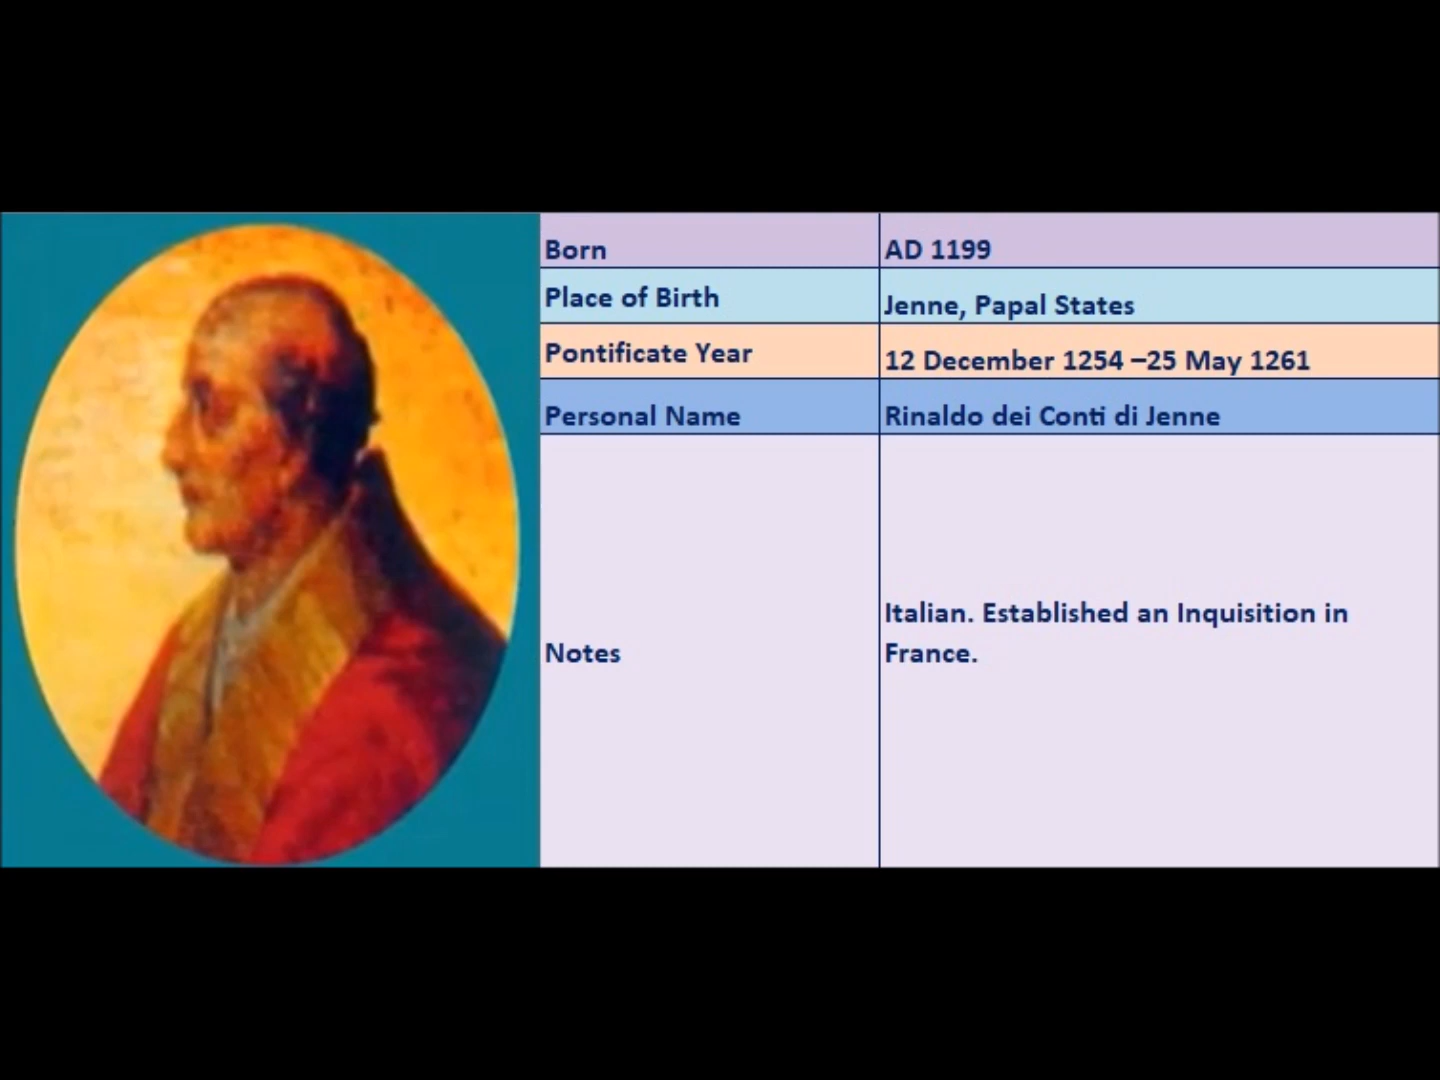 Born AD 1199
Place of Birth Jenne, Papal States
Pontificate Year 12 December 1254 –25 May 1261
Personal Name Rinaldo dei Conti di Jenne
Notes Italian. Established an Inquisition in
France.